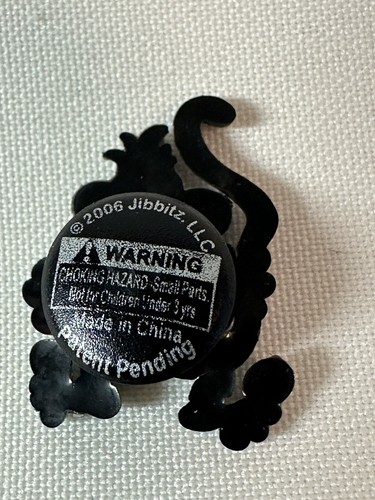 © 2006 Jibbitz, LLC
WARNING
CHOKING HAZARD-Small Parts.
Not for Children Under 3 yrs
Made in China
Patent Pending